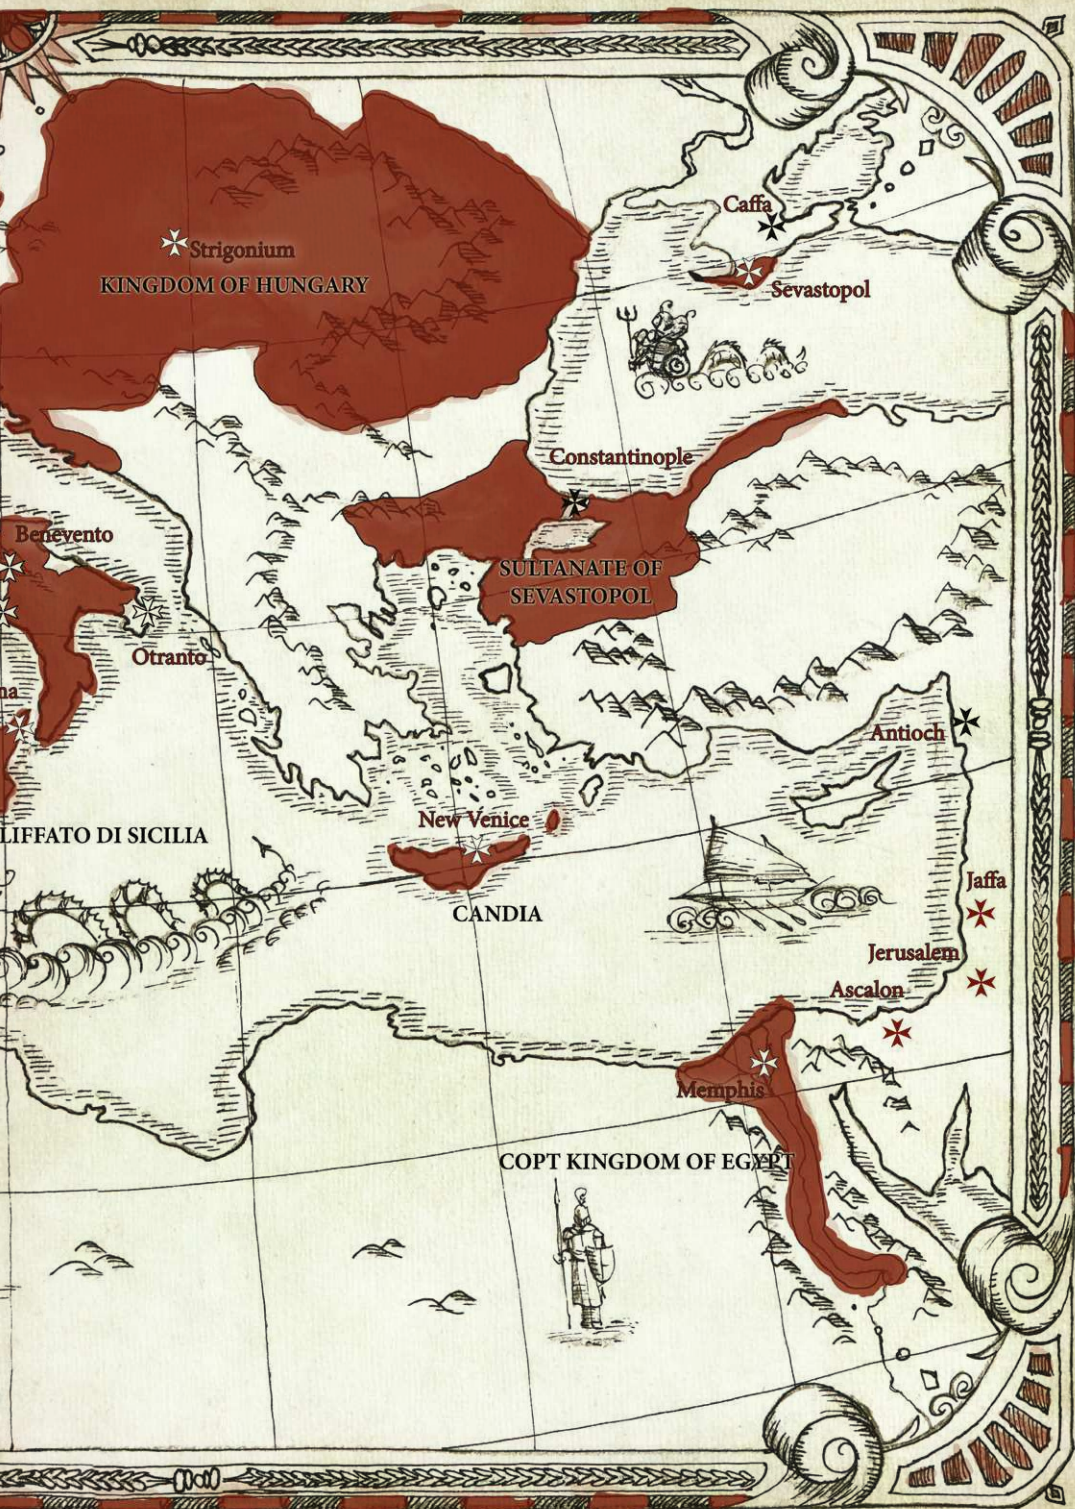 Caffa
Strigonium
KINGDOM OF HUNGARY
Sevastopol
Constantinople
Benevento
SULTANATE OF
SEVASTOPOL
Otranto
na
Antioch
New Venice
LIFFATO DI SICILIA
Jaffa
CANDIA
Jerusalem
Ascalon
Memphis
COPT KINGDOM OF EGYPT